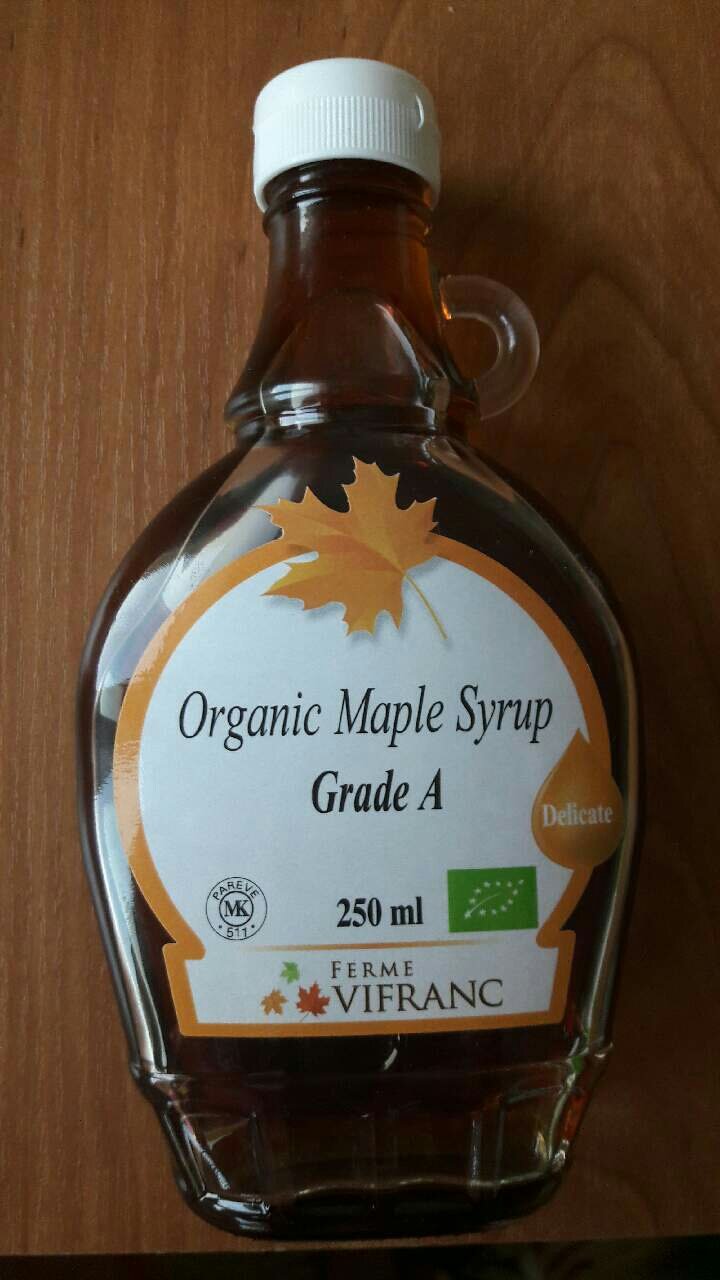 Organic Maple Syrup
Grade A
Delicate
PAREVE
MK
511
250 ml
FERME
VIFRANC